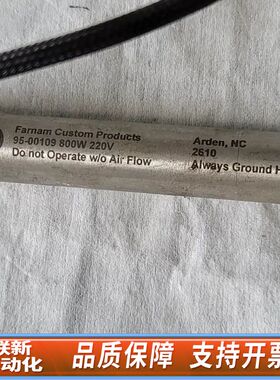 Farnam Custom Products
95-00109 800W 220V
Do not Operate w/o Air Flow
Arden, NC
2610
Always Ground H
联新
动化
品质保障 支持开票